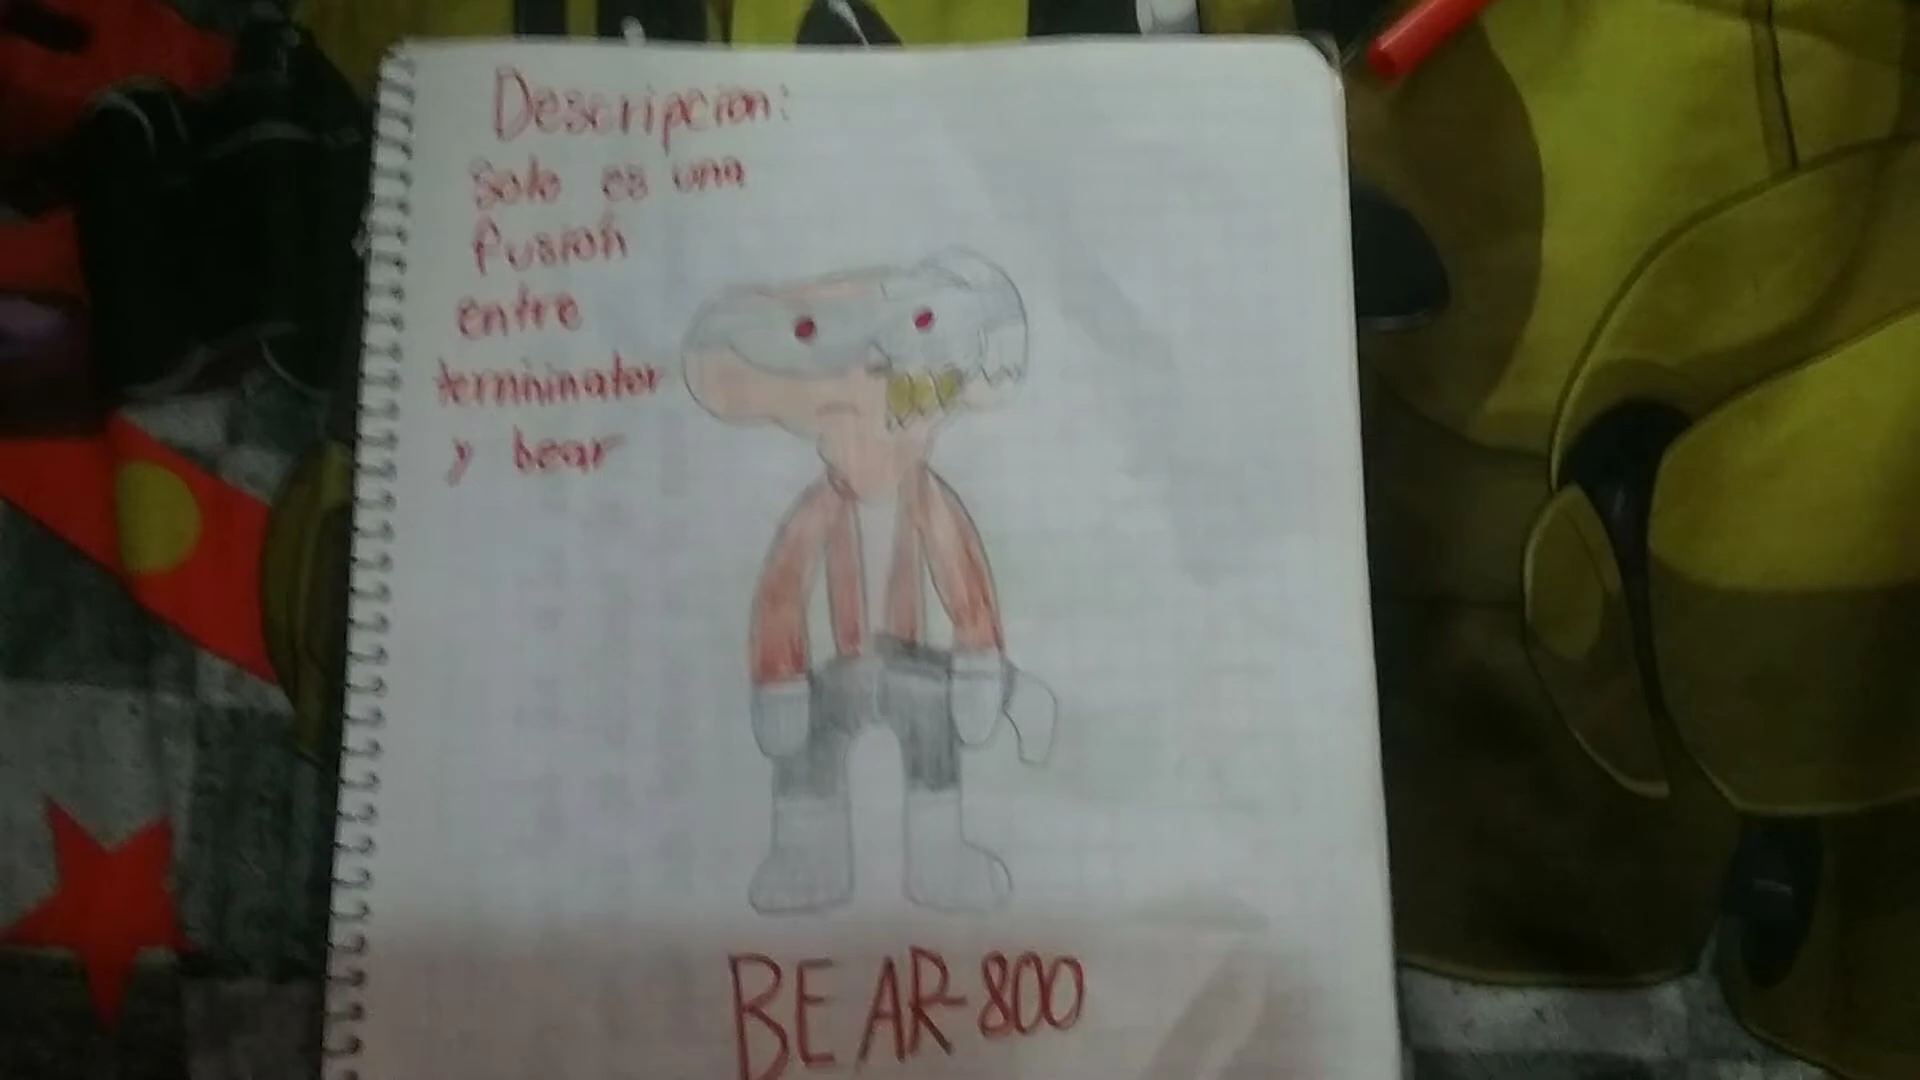 Descripcion:
Solo es una
fusion
entre
terminator
y bear
BEAR-800